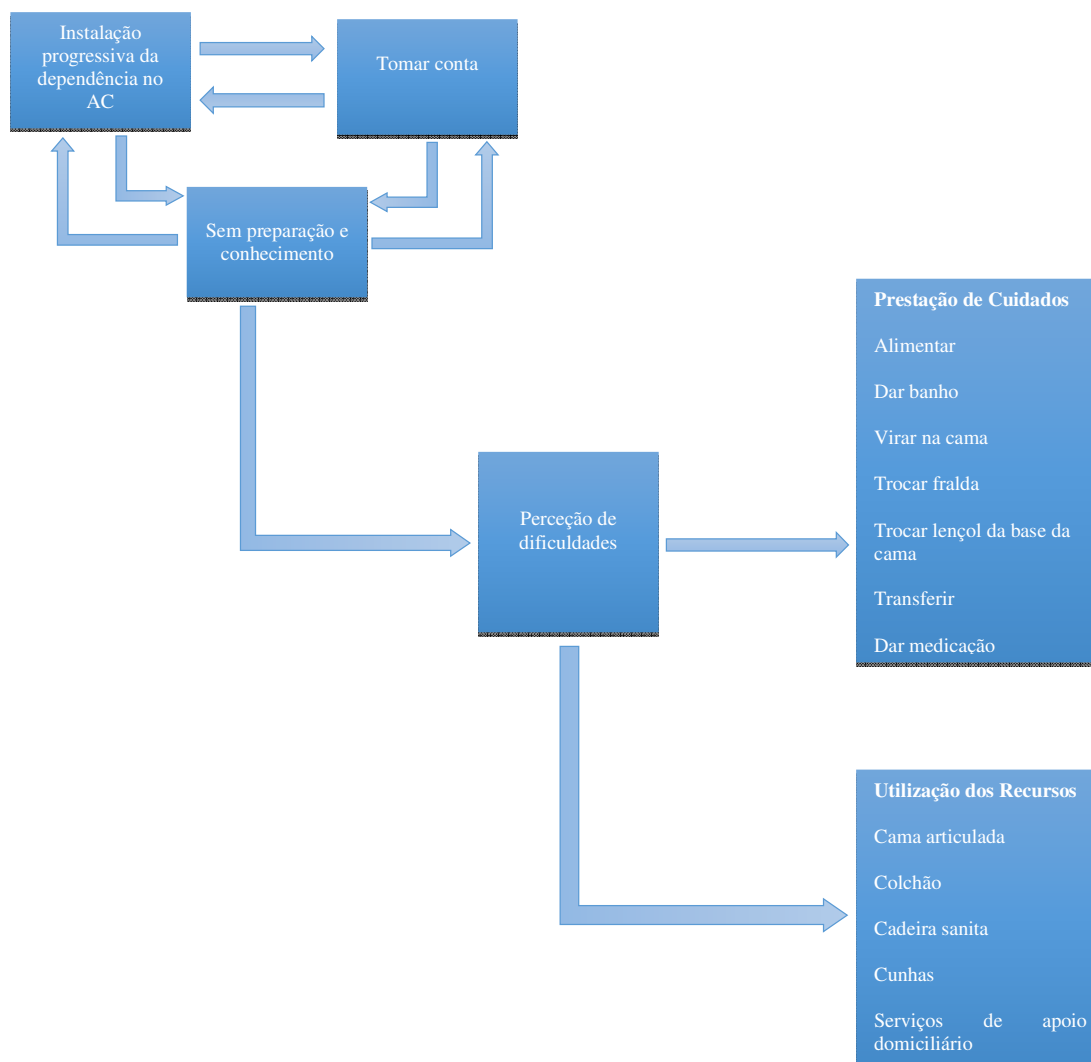 Instalação
progressiva da
dependência no
AC
Tomar conta
Sem preparação e
conhecimento
Perceção de
dificuldades
Prestação de Cuidados
Alimentar
Dar banho
Virar na cama
Trocar fralda
Trocar lençol da base da
cama
Transferir
Dar medicação
Utilização dos Recursos
Cama articulada
Colchão
Cadeira sanita
Cunhas
Serviços de apoio
domiciliário